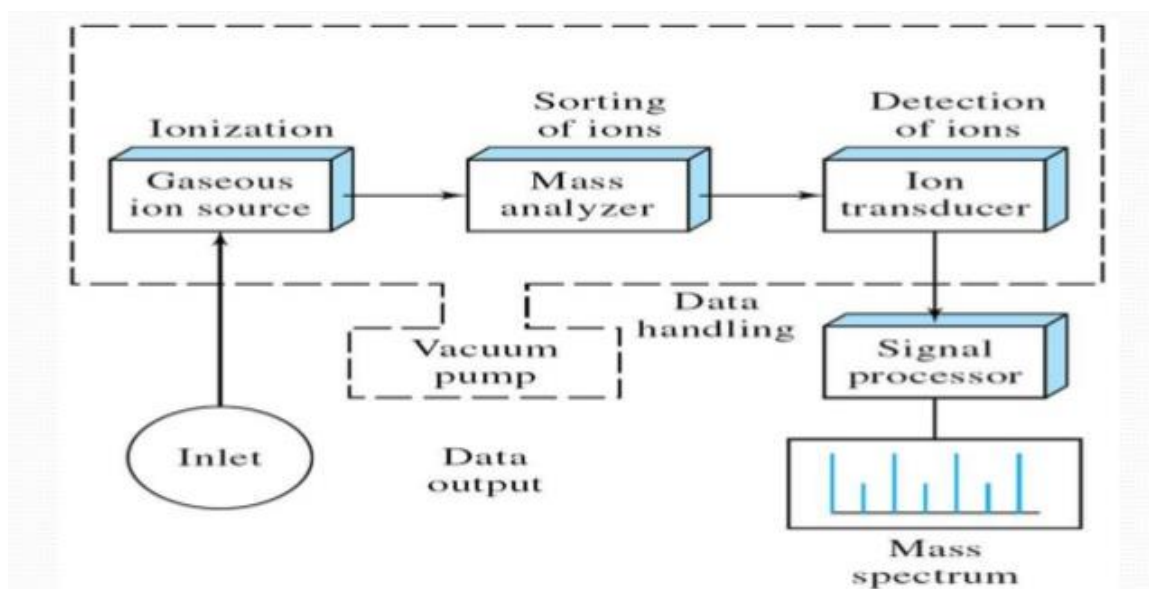 Ionization
Sorting
of ions
Detection
of ions
Gaseous
ion source
Mass
analyzer
Ion
transducer
Data
handling
Vacuum
pump
Signal
processor
Inlet
Data
output
Mass
spectrum